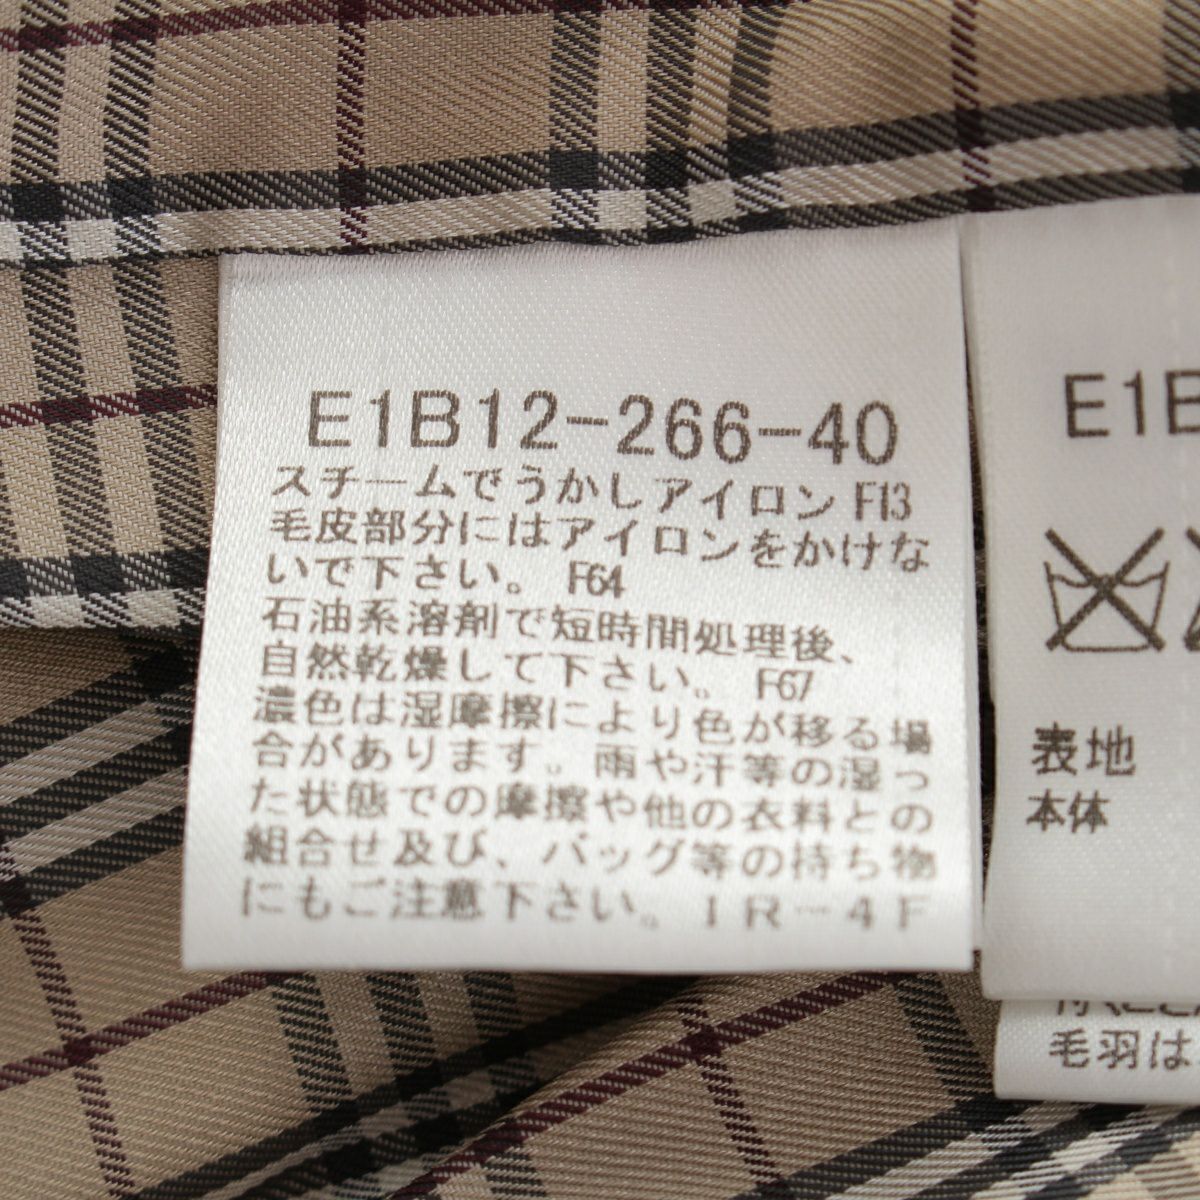 E1B12-266-40
スチームでうかしアイロン F13
毛皮部分にはアイロンをかけな
いで下さい。 F64
石油系溶剤で短時間処理後、
自然乾燥して下さい。 F67
濃色は湿摩擦により色が移る場
合があります。雨や汗等の湿っ
た状態での摩擦や他の衣料との
組合せ及び、バッグ等の持ち物
にもご注意下さい。IR-4F
E1B
表地
本体
毛羽は